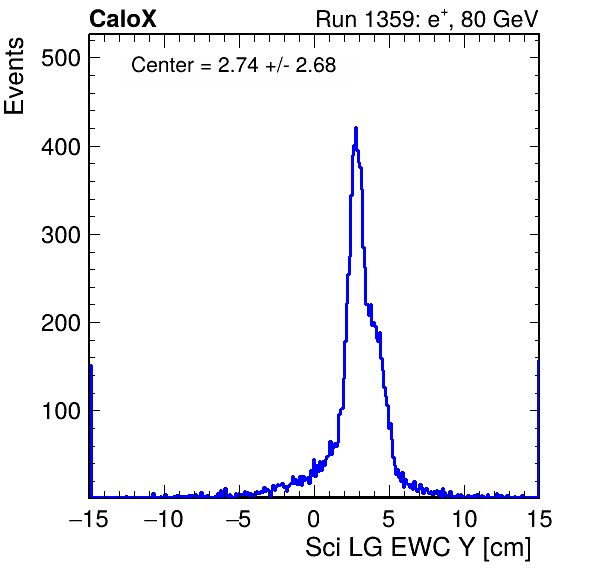 CaloX Run 1359: e⁺, 80 GeV
Events
Center = 2.74 +/- 2.68
500
400
300
200
100
−15 −10 −5 0 5 10 15
Sci LG EWC Y [cm]